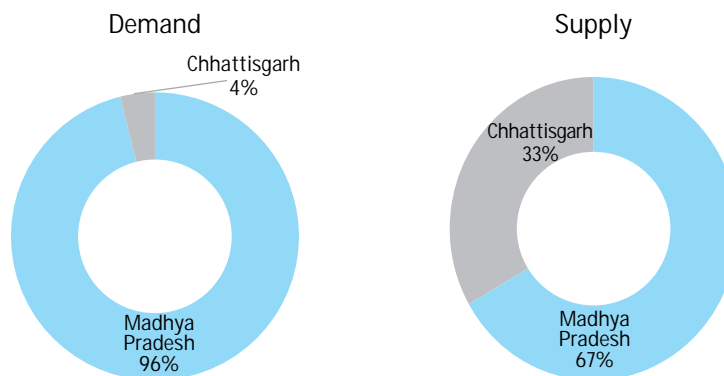 Demand
Chhattisgarh
4%
Madhya
Pradesh
96%
Supply
Chhattisgarh
33%
Madhya
Pradesh
67%